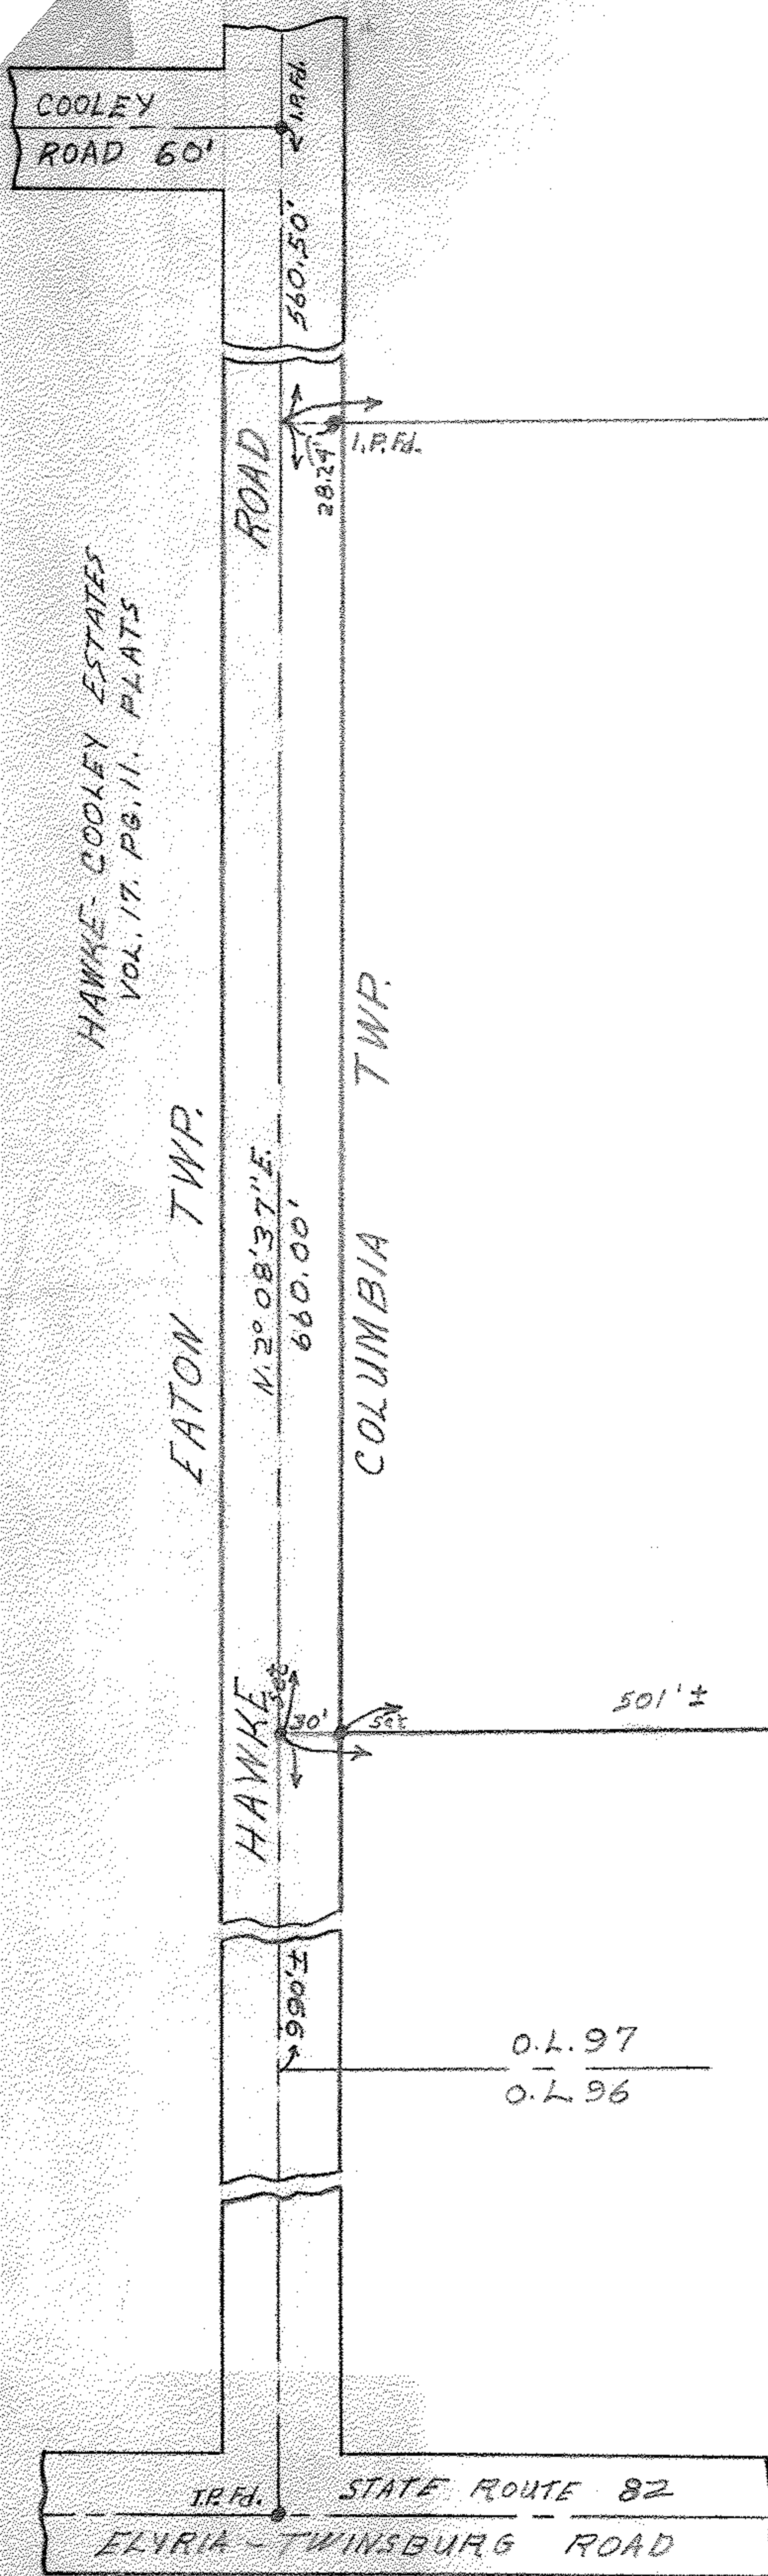 COOLEY
ROAD 60'
I.P. Fd.
560.50'
ROAD
28.24'
I.P. Fd.
HAWKE - COOLEY ESTATES
VOL. 17. PG. 11. PLATS
EATON TWP.
N. 2° 08' 37" E.
660.00'
COLUMBIA TWP.
HAWKE
Set
30'
Set
501' ±
O.L. 97
O.L. 96
STATE ROUTE 82
ELYRIA - TWINSBURG ROAD